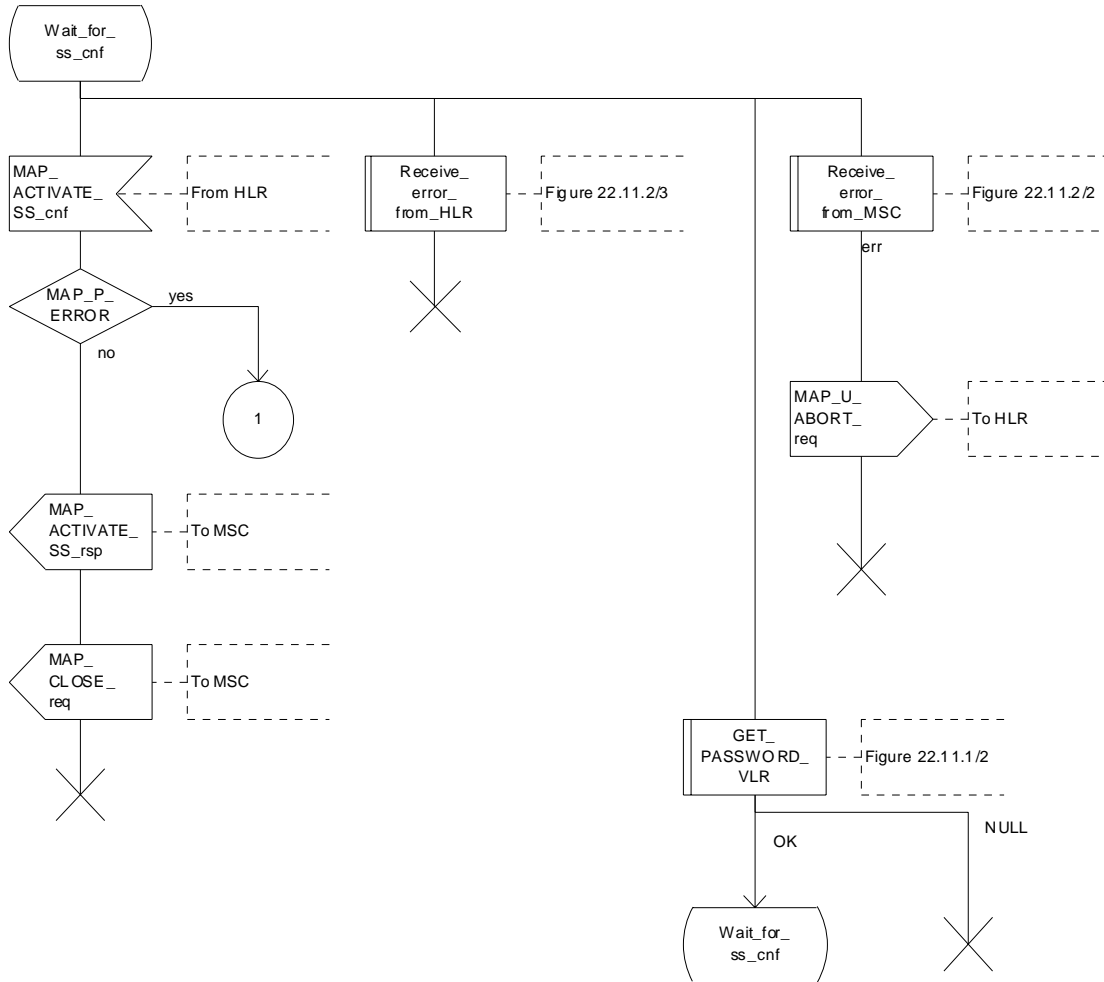 Wait_for_
ss_cnf
MAP_
ACTIVATE_
SS_cnf
From HLR
Receive_
error_
from_HLR
Figure 22.11.2/3
Receive_
error_
from_MSC
Figure 22.11.2/2
err
MAP_P_
ERROR
yes
no
1
MAP_U_
ABORT_
req
To HLR
MAP_
ACTIVATE_
SS_rsp
To MSC
MAP_
CLOSE_
req
To MSC
GET_
PASSWORD_
VLR
Figure 22.11.1/2
OK
NULL
Wait_for_
ss_cnf